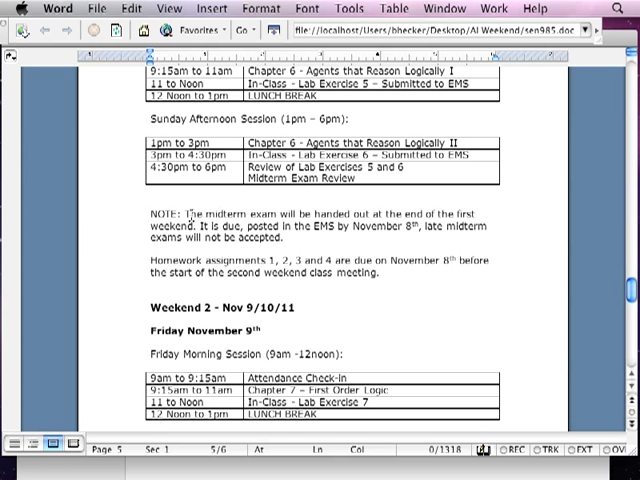 Word File Edit View Insert Format Font Tools Table Window Work Help
Favorites Go file://localhost/Users/bhecker/Desktop/AI Weekend/sen985.doc
9:15am to 11am Chapter 6 - Agents that Reason Logically I
11 to Noon In-Class - Lab Exercise 5 – Submitted to EMS
12 Noon to 1pm LUNCH BREAK
Sunday Afternoon Session (1pm – 6pm):
1pm to 3pm Chapter 6 - Agents that Reason Logically II
3pm to 4:30pm In-Class - Lab Exercise 6 – Submitted to EMS
4:30pm to 6pm Review of Lab Exercises 5 and 6
Midterm Exam Review
NOTE: The midterm exam will be handed out at the end of the first
weekend. It is due, posted in the EMS by November 8th, late midterm
exams will not be accepted.
Homework assignments 1, 2, 3 and 4 are due on November 8th before
the start of the second weekend class meeting.
Weekend 2 - Nov 9/10/11
Friday November 9th
Friday Morning Session (9am -12noon):
9am to 9:15am Attendance Check-in
9:15am to 11am Chapter 7 – First Order Logic
11 to Noon In-Class - Lab Exercise 7
12 Noon to 1pm LUNCH BREAK
Page 5 Sec 1 5/6 At Ln Col 0/1318 REC TRK EXT OV